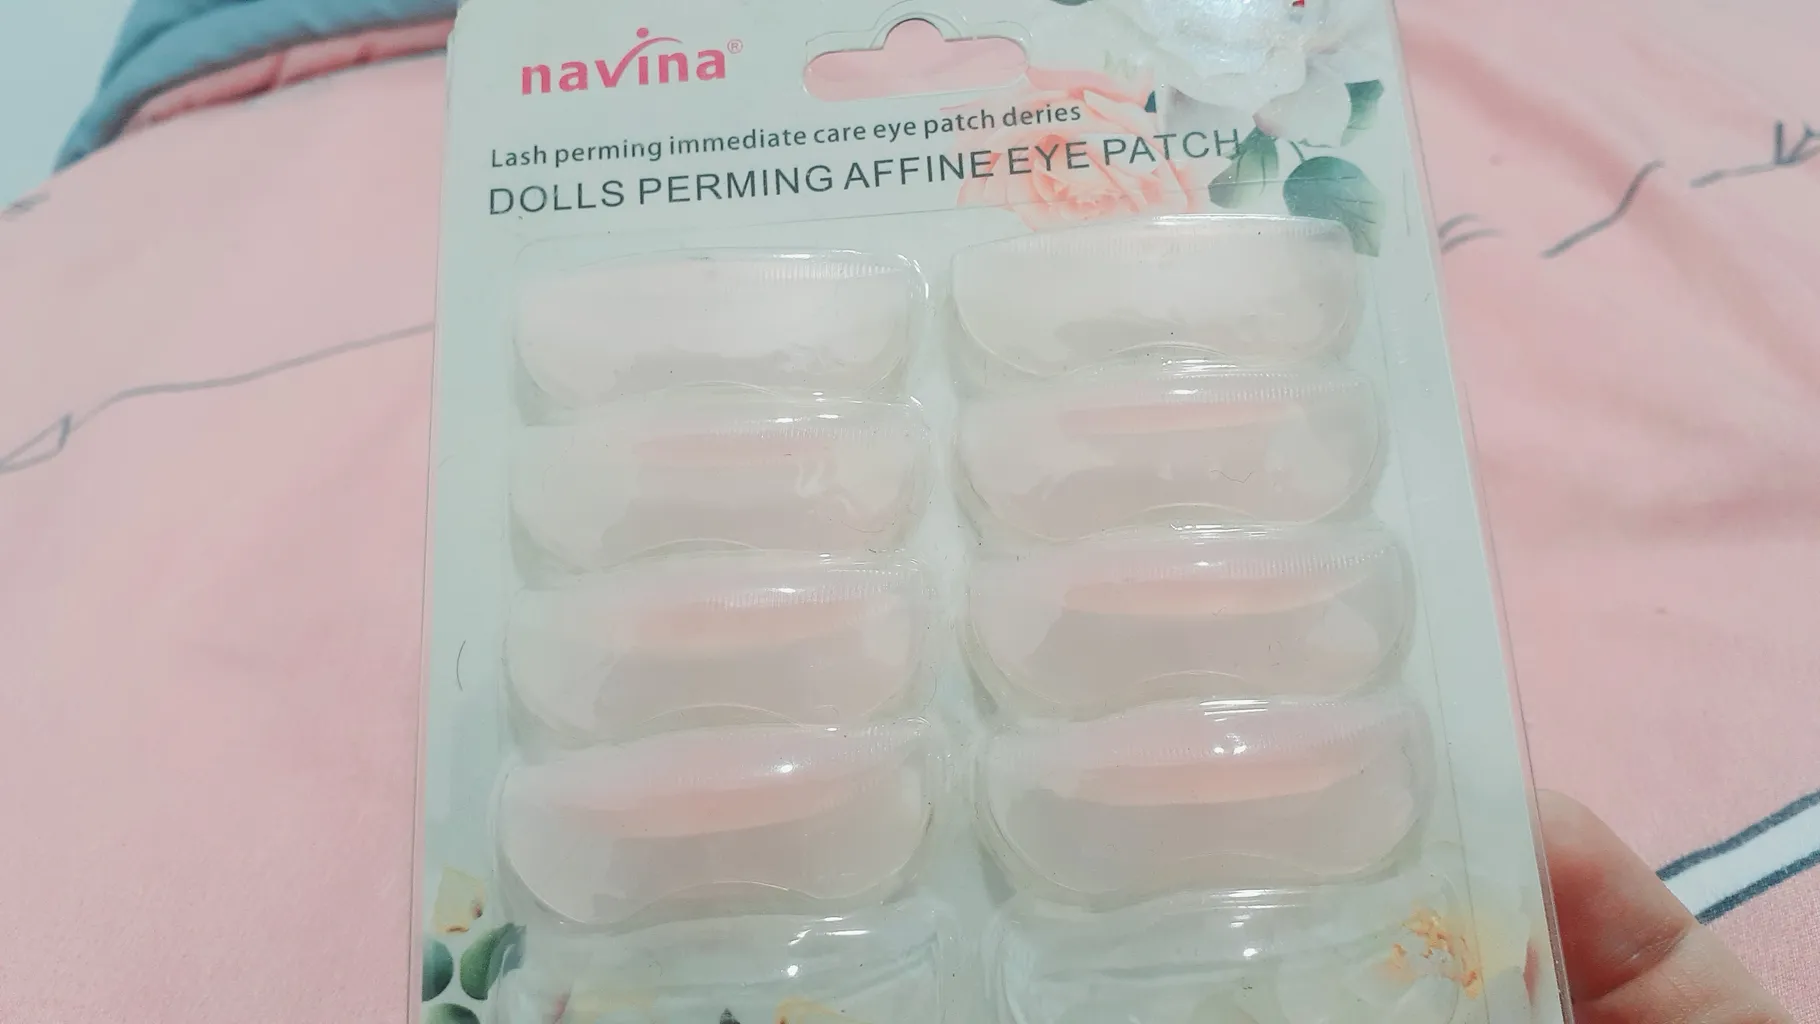 navina®
Lash perming immediate care eye patch deries
DOLLS PERMING AFFINE EYE PATCH